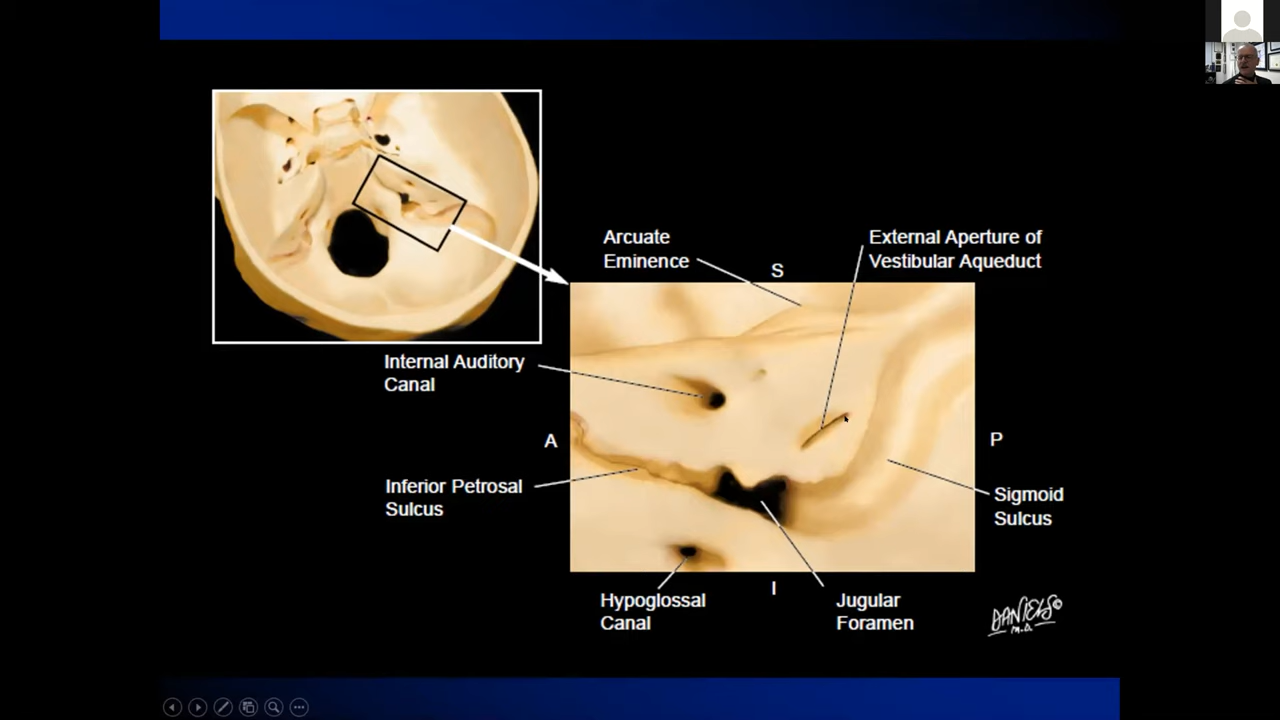 Arcuate
Eminence
S
External Aperture of
Vestibular Aqueduct
Internal Auditory
Canal
A
P
Inferior Petrosal
Sulcus
Sigmoid
Sulcus
Hypoglossal
Canal
I
Jugular
Foramen
DANIELS©
M.D.